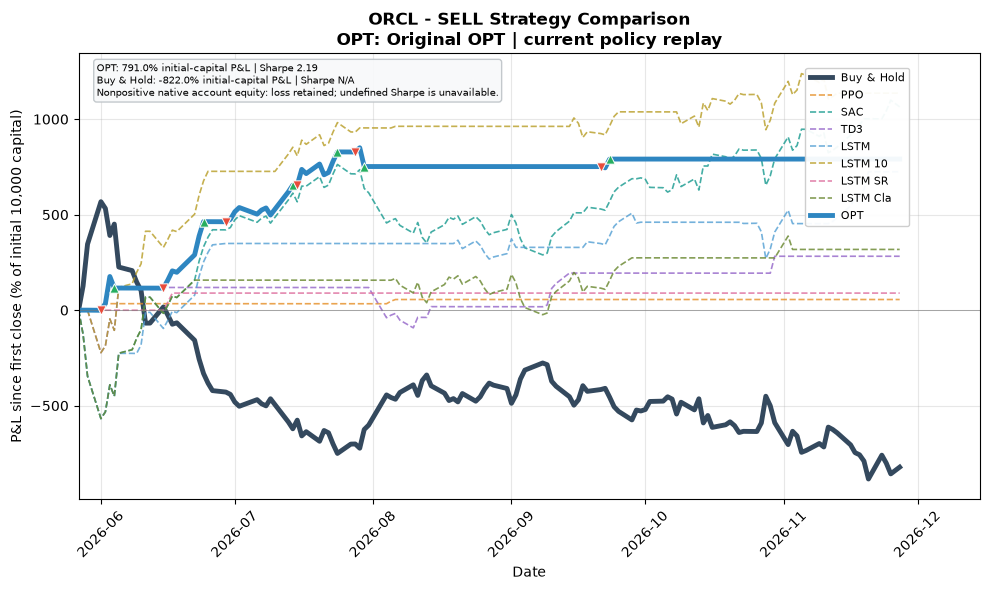 ORCL - SELL Strategy Comparison
OPT: Original OPT | current policy replay
OPT: 791.0% initial-capital P&L | Sharpe 2.19
Buy & Hold: -822.0% initial-capital P&L | Sharpe N/A
Nonpositive native account equity: loss retained; undefined Sharpe is unavailable.
Buy & Hold
PPO
SAC
TD3
LSTM
LSTM 10
LSTM SR
LSTM Cla
OPT
P&L since first close (% of initial 10,000 capital)
1000
500
0
−500
2026-06
2026-07
2026-08
2026-09
2026-10
2026-11
2026-12
Date